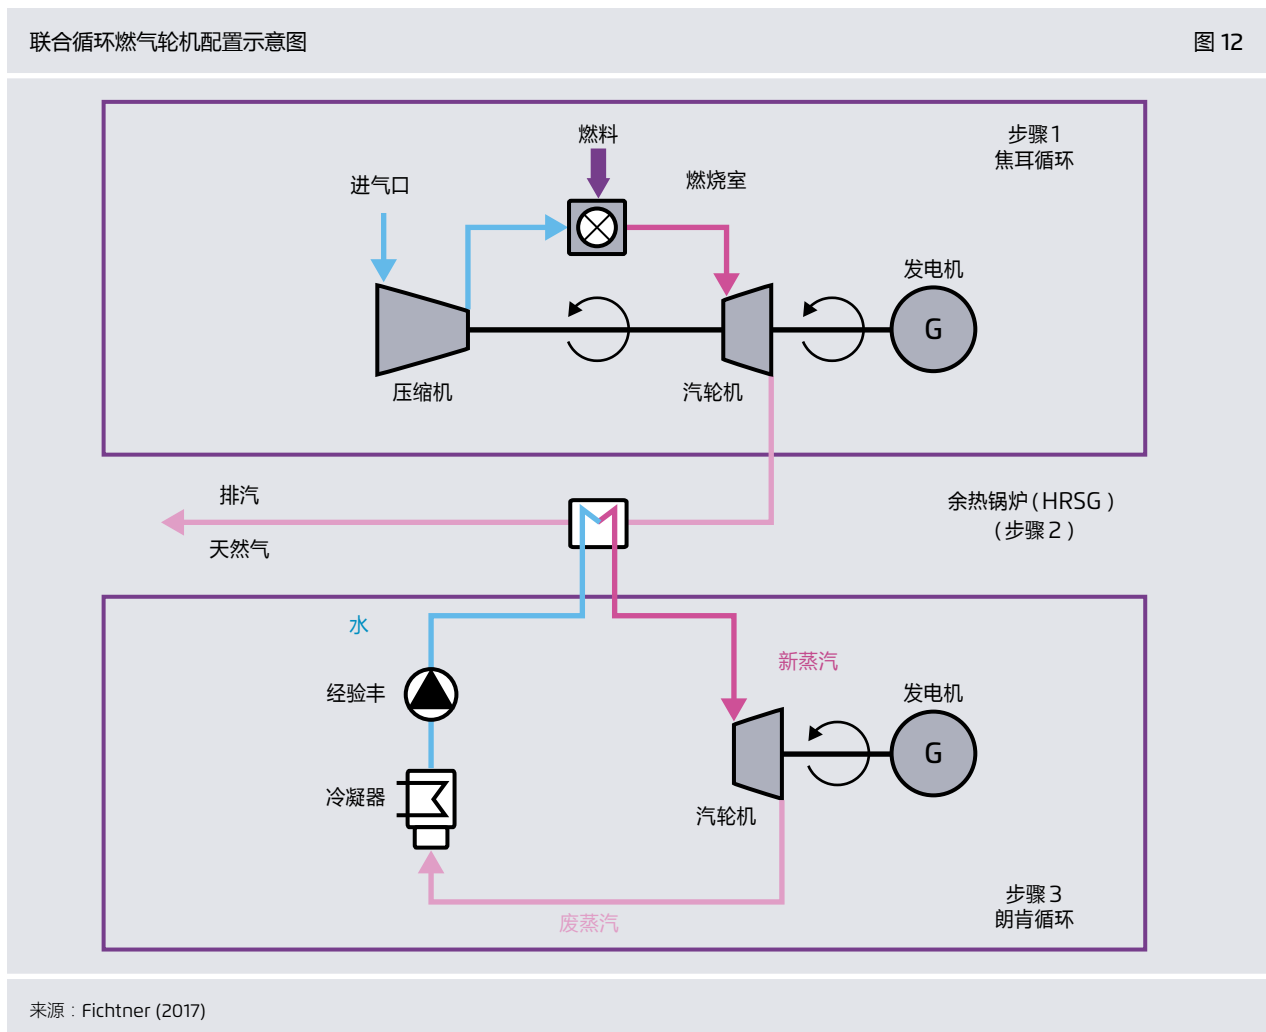 联合循环燃气轮机配置示意图
图 12
燃料
步骤 1
焦耳循环
进气口
燃烧室
发电机
G
压缩机
汽轮机
排汽
天然气
余热锅炉 ( HRSG )
( 步骤 2 )
水
新蒸汽
经验丰
发电机
G
冷凝器
汽轮机
步骤 3
朗肯循环
废蒸汽
来源：Fichtner (2017)